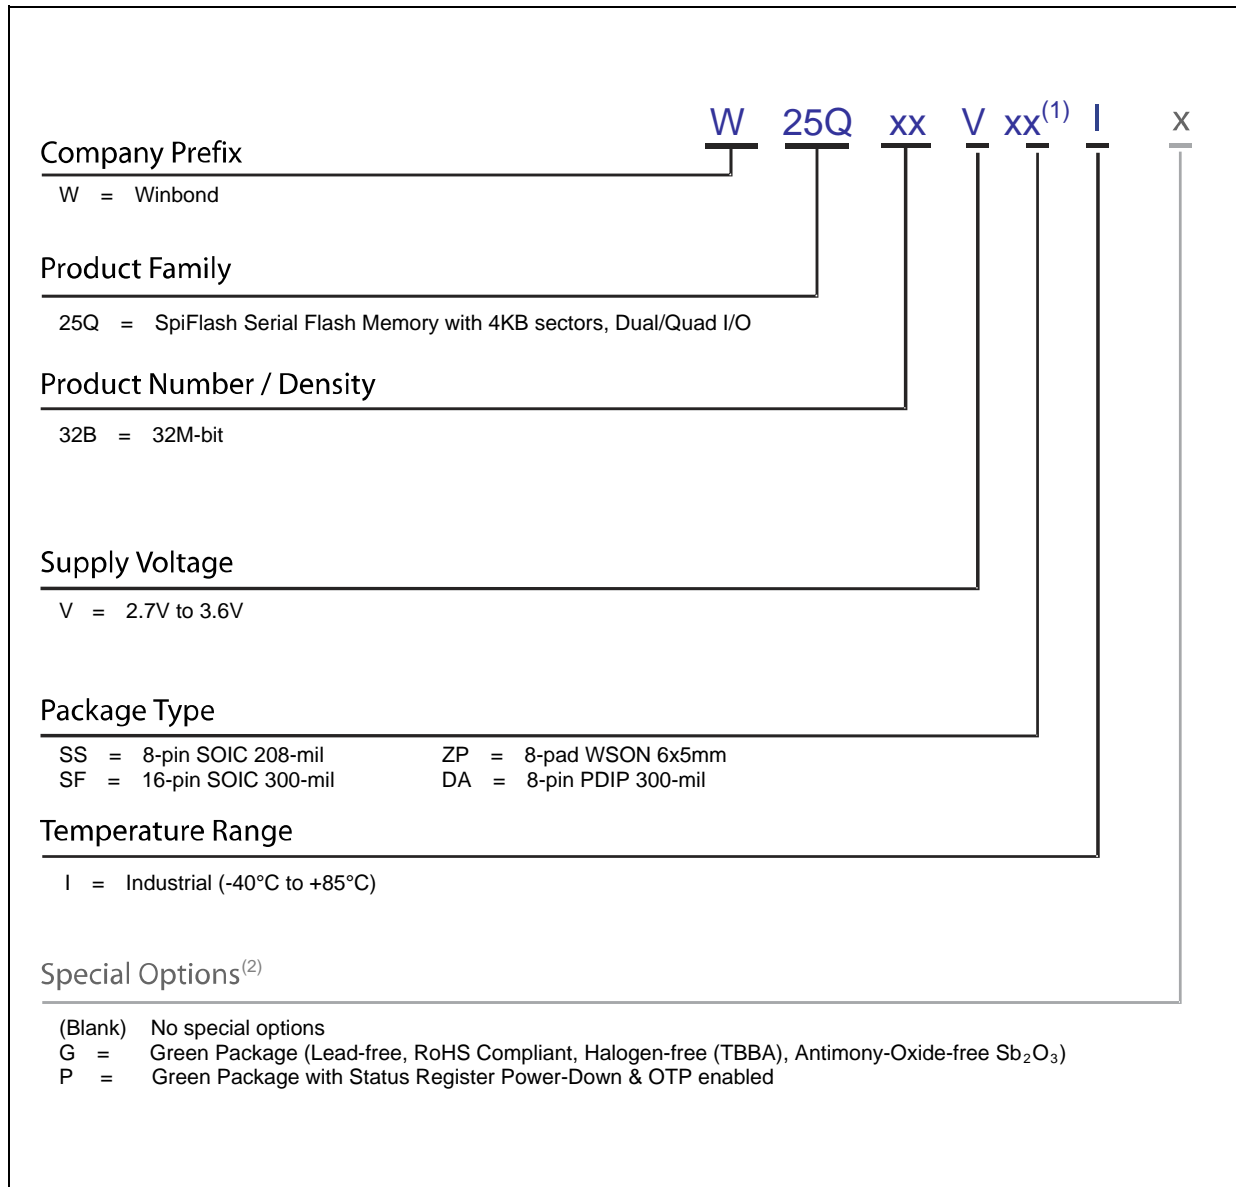 W 25Q xx V xx(1) I x
Company Prefix
W = Winbond
Product Family
25Q = SpiFlash Serial Flash Memory with 4KB sectors, Dual/Quad I/O
Product Number / Density
32B = 32M-bit
Supply Voltage
V = 2.7V to 3.6V
Package Type
SS = 8-pin SOIC 208-mil ZP = 8-pad WSON 6x5mm
SF = 16-pin SOIC 300-mil DA = 8-pin PDIP 300-mil
Temperature Range
I = Industrial (-40°C to +85°C)
Special Options(2)
(Blank) No special options
G = Green Package (Lead-free, RoHS Compliant, Halogen-free (TBBA), Antimony-Oxide-free Sb₂O₃)
P = Green Package with Status Register Power-Down & OTP enabled